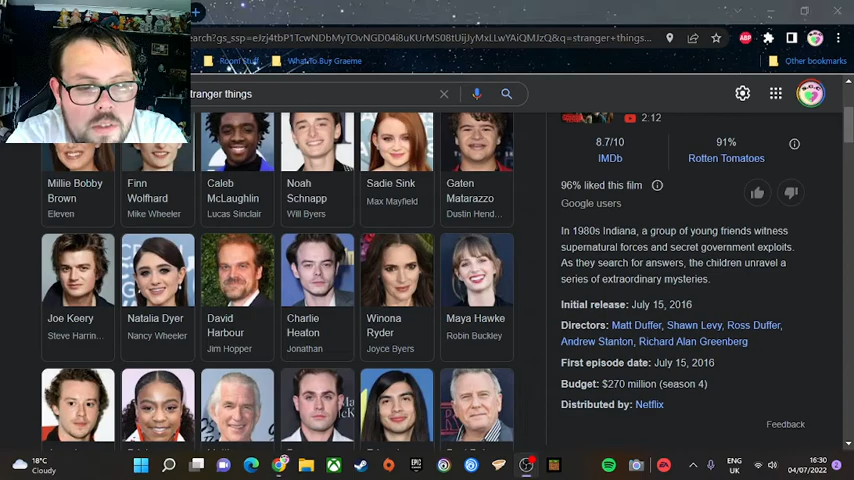 earch?gs_ssp=eJzj4tbP1TcwNDbMyTOvNGD04i8uKUrMS08tUijJyMxLLwYAiQMJzQ&q=stranger+things...
Room Stuff
What To Buy Graeme
Other bookmarks
tranger things
Millie Bobby Brown
Eleven
Finn Wolfhard
Mike Wheeler
Caleb McLaughlin
Lucas Sinclair
Noah Schnapp
Will Byers
Sadie Sink
Max Mayfield
Gaten Matarazzo
Dustin Hend...
Joe Keery
Steve Harrin...
Natalia Dyer
Nancy Wheeler
David Harbour
Jim Hopper
Charlie Heaton
Jonathan
Winona Ryder
Joyce Byers
Maya Hawke
Robin Buckley
2:12
8.7/10
IMDb
91%
Rotten Tomatoes
96% liked this film
Google users
In 1980s Indiana, a group of young friends witness
supernatural forces and secret government exploits.
As they search for answers, the children unravel a
series of extraordinary mysteries.
Initial release: July 15, 2016
Directors: Matt Duffer, Shawn Levy, Ross Duffer,
Andrew Stanton, Richard Alan Greenberg
First episode date: July 15, 2016
Budget: $270 million (season 4)
Distributed by: Netflix
Feedback
18°C
Cloudy
ENG
UK
16:30
04/07/2022